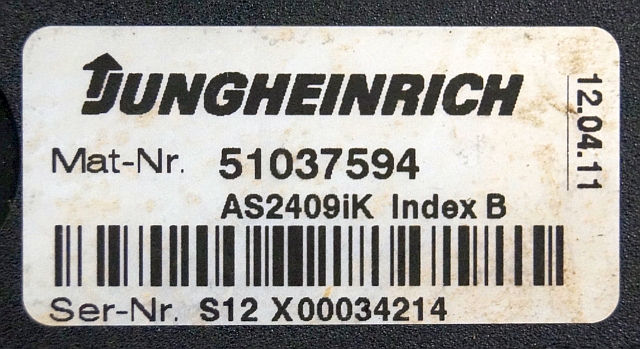 JUNGHEINRICH
Mat-Nr. 51037594
AS2409iK Index B
Ser-Nr. S12 X00034214
12.04.11